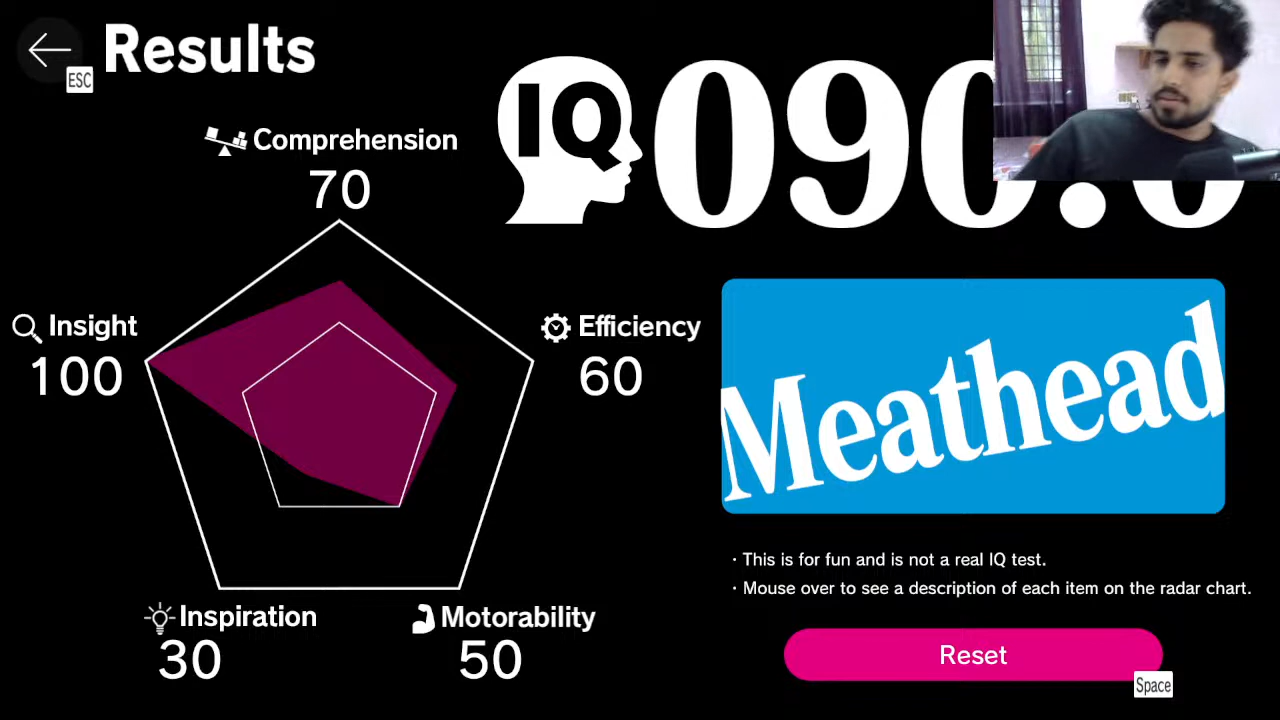 Results
ESC
IQ
Comprehension
70
Insight
100
Efficiency
60
Meathead
Inspiration
30
Motorability
50
· This is for fun and is not a real IQ test.
· Mouse over to see a description of each item on the radar chart.
Reset
Space